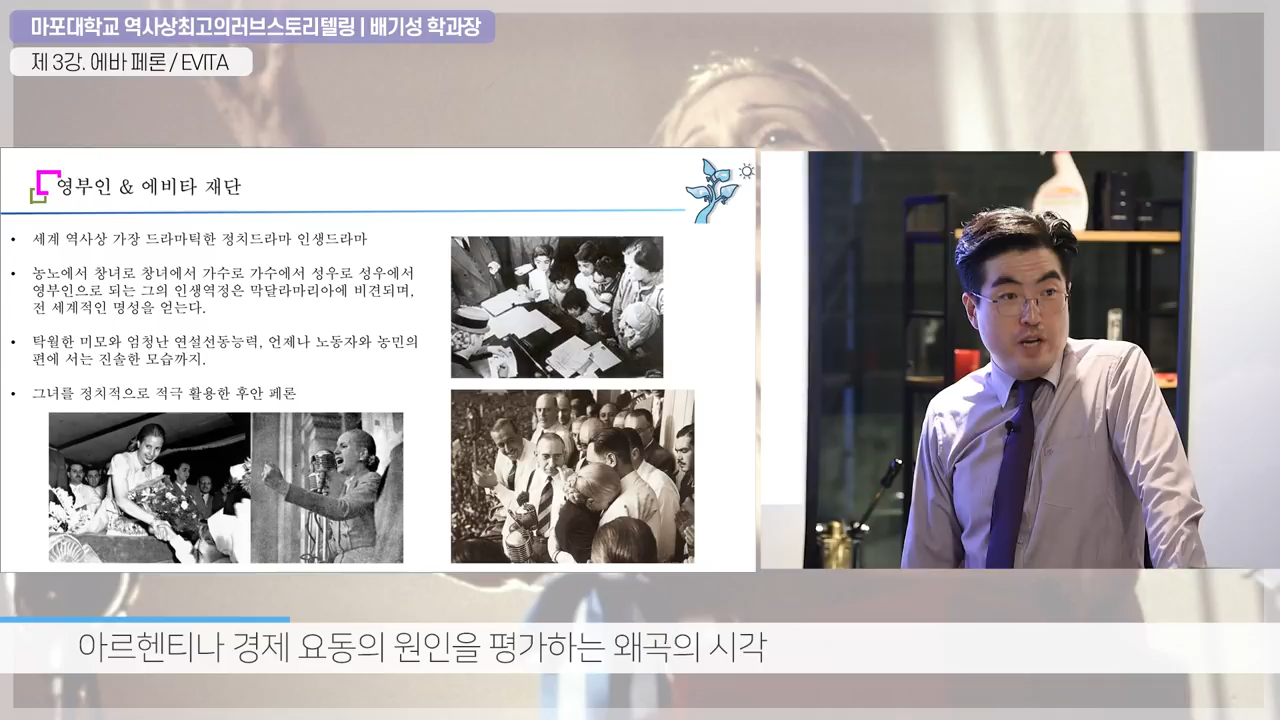 마포대학교 역사상최고의러브스토리텔링 | 배기성 학과장
제 3강. 에바 페론 / EVITA
영부인 & 에비타 재단
• 세계 역사상 가장 드라마틱한 정치드라마 인생드라마
• 농노에서 창녀로 창녀에서 가수로 가수에서 성우로 성우에서
영부인으로 되는 그의 인생역정은 막달라마리아에 비견되며,
전 세계적인 명성을 얻는다.
• 탁월한 미모와 엄청난 연설선동능력, 언제나 노동자와 농민의
편에 서는 진솔한 모습까지.
• 그녀를 정치적으로 적극 활용한 후안 페론
아르헨티나 경제 요동의 원인을 평가하는 왜곡의 시각